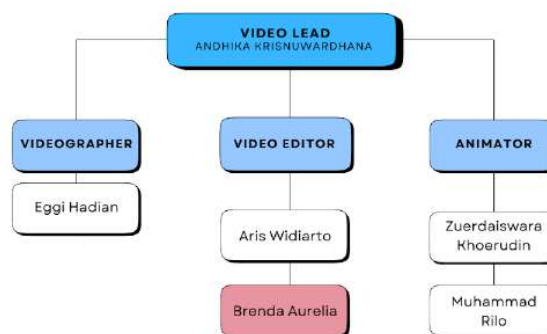 VIDEO LEAD
ANDHIKA KRISNUWARDHANA
VIDEOGRAPHER
Eggi Hadian
VIDEO EDITOR
Aris Widiarto
Brenda Aurelia
ANIMATOR
Zuerdaiswara
Khoerudin
Muhammad
Rilo